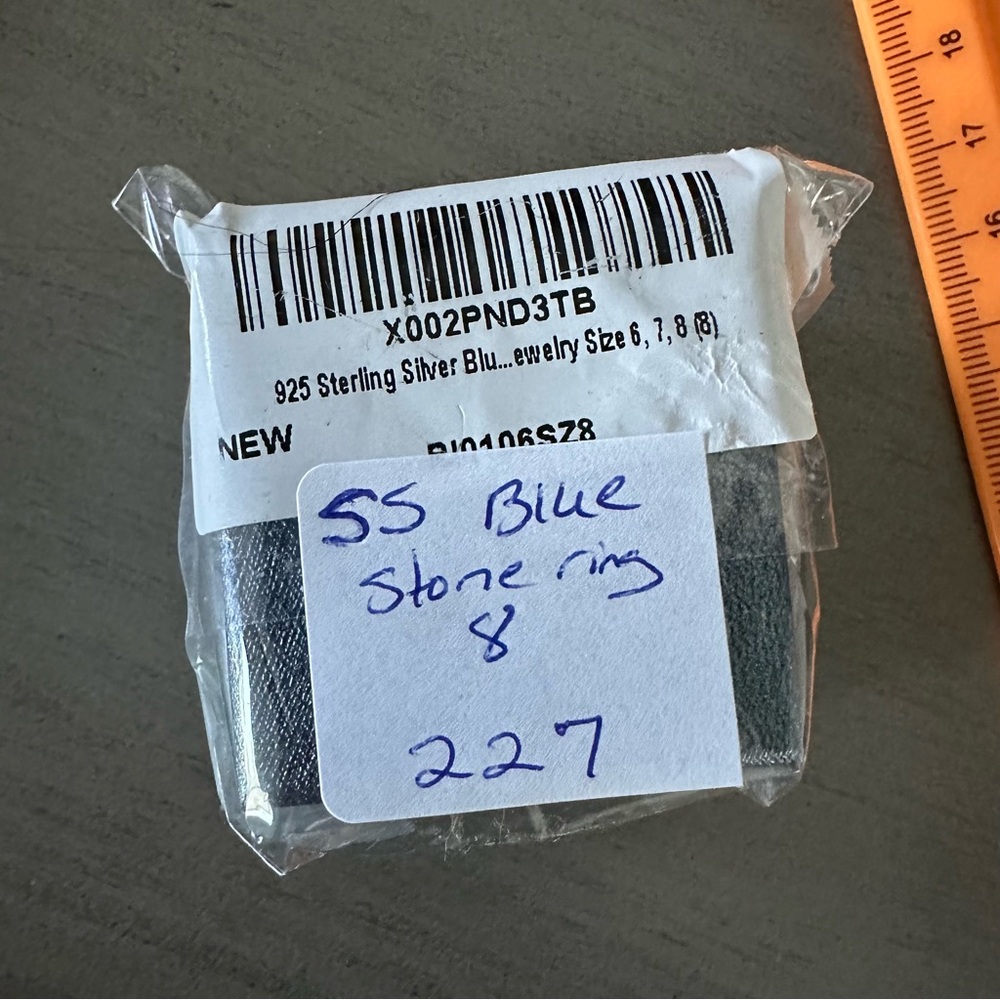 X002PND3TB
925 Sterling Silver Blu...ewelry Size 6, 7, 8 (8)
NEW
0106SZ8
SS Blue
Stone ring
8
227
18
17
16